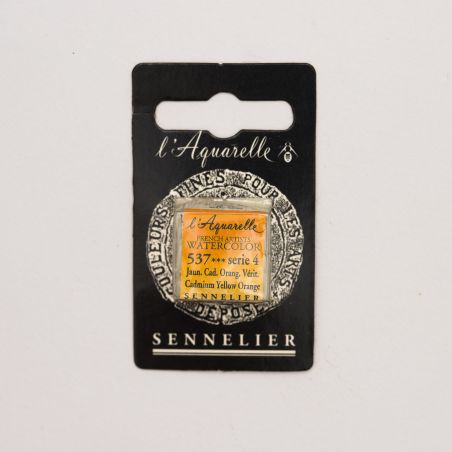 l'Aquarelle
COULEURS FINES POUR LES ARTS
l'Aquarelle
FRENCH ARTISTS'
WATERCOLOR
537 *** serie 4
Jaun. Cad. Orang. Vérit.
Cadmium Yellow Orange
SENNELIER
DEPOSE
SENNELIER